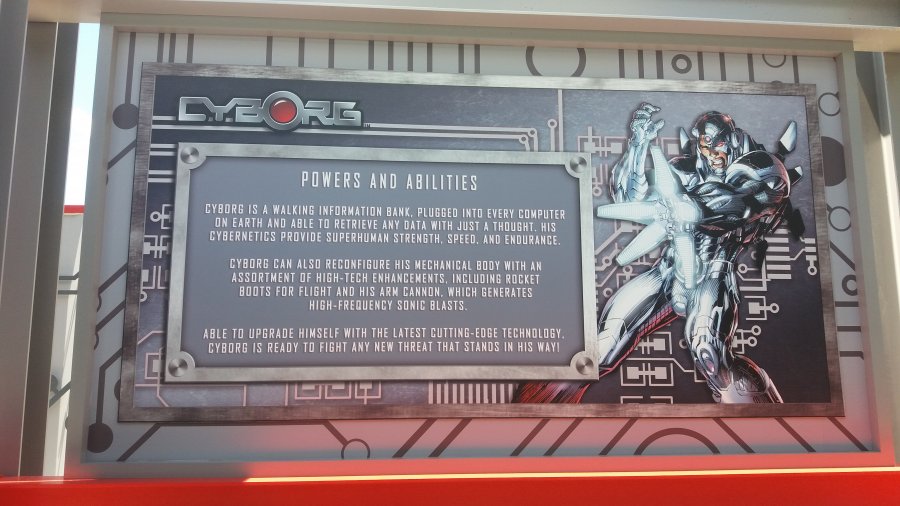 CYBORG
POWERS AND ABILITIES
CYBORG IS A WALKING INFORMATION BANK, PLUGGED INTO EVERY COMPUTER
ON EARTH AND ABLE TO RETRIEVE ANY DATA WITH JUST A THOUGHT. HIS
CYBERNETICS PROVIDE SUPERHUMAN STRENGTH, SPEED, AND ENDURANCE.
CYBORG CAN ALSO RECONFIGURE HIS MECHANICAL BODY WITH AN
ASSORTMENT OF HIGH-TECH ENHANCEMENTS, INCLUDING ROCKET
BOOTS FOR FLIGHT AND HIS ARM CANNON, WHICH GENERATES
HIGH-FREQUENCY SONIC BLASTS.
ABLE TO UPGRADE HIMSELF WITH THE LATEST CUTTING-EDGE TECHNOLOGY,
CYBORG IS READY TO FIGHT ANY NEW THREAT THAT STANDS IN HIS WAY!